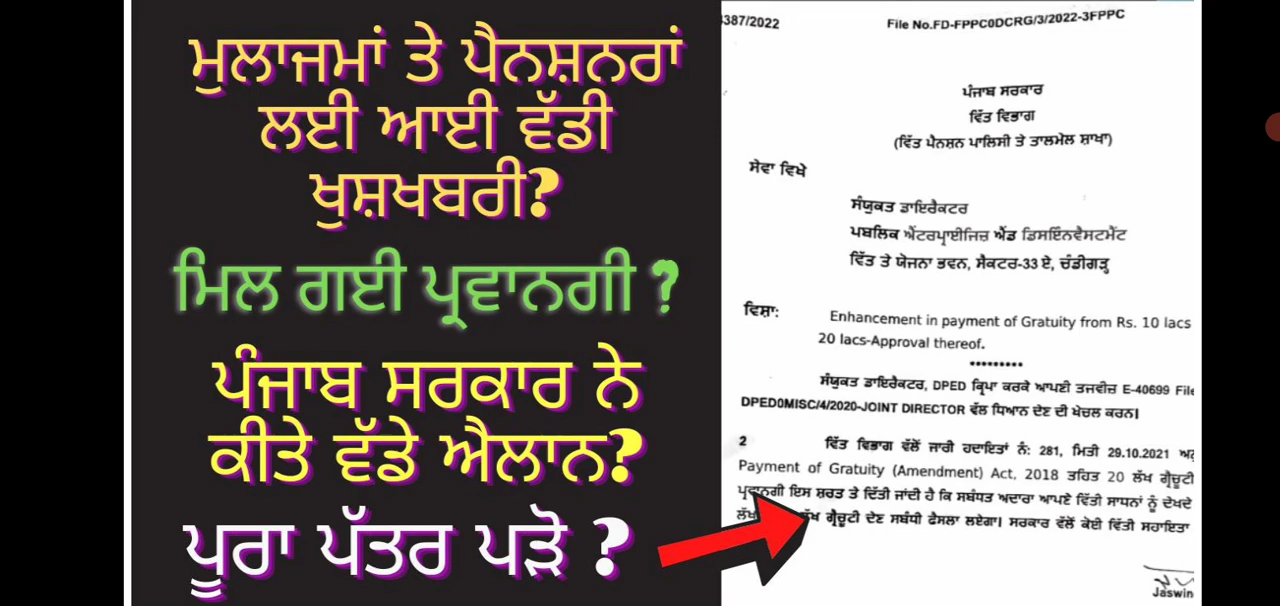 ਮੁਲਾਜਮਾਂ ਤੇ ਪੈਨਸ਼ਨਰਾਂ
ਲਈ ਆਈ ਵੱਡੀ
ਖੁਸ਼ਖਬਰੀ?
ਮਿਲ ਗਈ ਪ੍ਰਵਾਨਗੀ ?
ਪੰਜਾਬ ਸਰਕਾਰ ਨੇ
ਕੀਤੇ ਵੱਡੇ ਐਲਾਨ?
ਪੂਰਾ ਪੱਤਰ ਪੜੋ ?
387/2022
File No.FD-FPPC0DCRG/3/2022-3FPPC
ਪੰਜਾਬ ਸਰਕਾਰ
ਵਿੱਤ ਵਿਭਾਗ
(ਵਿੱਤ ਪੈਨਸ਼ਨ ਪਾਲਿਸੀ ਤੇ ਤਾਲਮੇਲ ਸ਼ਾਖਾ)
ਸੇਵਾ ਵਿਖੇ
ਸੰਯੁਕਤ ਡਾਇਰੈਕਟਰ
ਪਬਲਿਕ ਐਂਟਰਪ੍ਰਾਈਜਿਜ਼ ਐਂਡ ਡਿਸਇੰਨਵੈਸਟਮੈਂਟ
ਵਿੱਤ ਤੇ ਯੋਜਨਾ ਭਵਨ, ਸੈਕਟਰ-33 ਏ, ਚੰਡੀਗੜ੍ਹ
ਵਿਸ਼ਾ: Enhancement in payment of Gratuity from Rs. 10 lacs
20 lacs-Approval thereof.
*********
ਸੰਯੁਕਤ ਡਾਇਰੈਕਟਰ, DPED ਕ੍ਰਿਪਾ ਕਰਕੇ ਆਪਣੀ ਤਜਵੀਜ਼ E-40699 File
DPED0MISC/4/2020-JOINT DIRECTOR ਵੱਲ ਧਿਆਨ ਦੇਣ ਦੀ ਖੇਚਲ ਕਰਨ।
2 ਵਿੱਤ ਵਿਭਾਗ ਵੱਲੋਂ ਜਾਰੀ ਹਦਾਇਤਾਂ ਨੰ: 281, ਮਿਤੀ 29.10.2021
Payment of Gratuity (Amendment) Act, 2018 ਤਹਿਤ 20 ਲੱਖ ਗ੍ਰੈਚੂਟੀ
ਪ੍ਰਵਾਨਗੀ ਇਸ ਸ਼ਰਤ ਤੇ ਦਿੱਤੀ ਜਾਂਦੀ ਹੈ ਕਿ ਸਬੰਧਤ ਅਦਾਰਾ ਆਪਣੇ ਵਿੱਤੀ ਸਾਧਨਾਂ ਨੂੰ ਦੇਖਦੇ
ਗ੍ਰੈਚੂਟੀ ਦੇਣ ਸਬੰਧੀ ਫੈਸਲਾ ਲਏਗਾ। ਸਰਕਾਰ ਵੱਲੋਂ ਕੋਈ ਵਿੱਤੀ ਸਹਾਇਤਾ
Jaswin